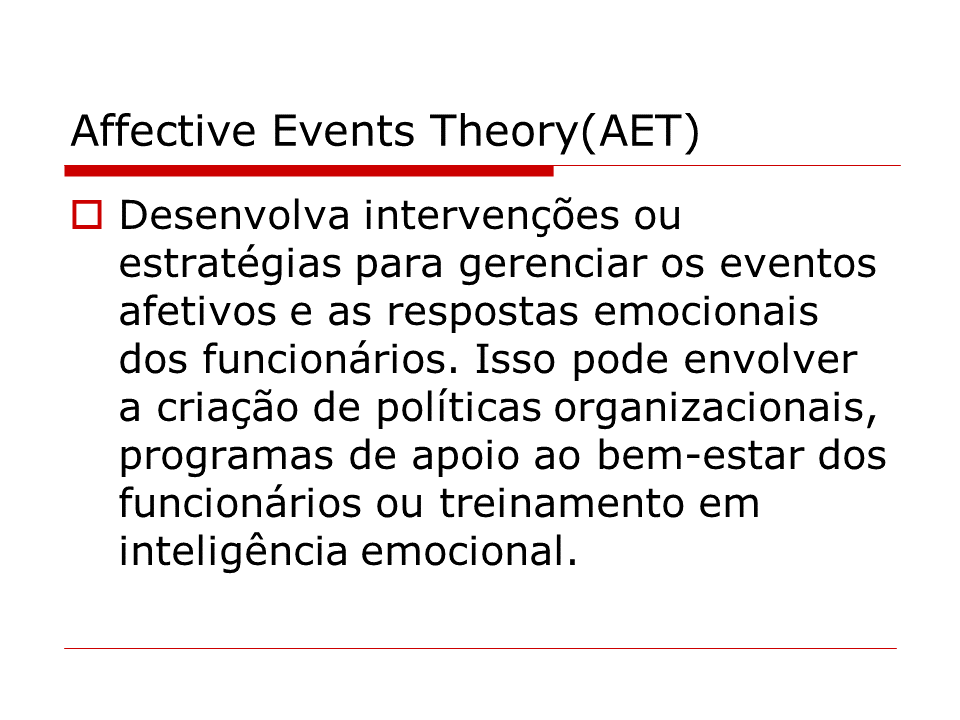 Affective Events Theory(AET)
Desenvolva intervenções ou
estratégias para gerenciar os eventos
afetivos e as respostas emocionais
dos funcionários. Isso pode envolver
a criação de políticas organizacionais,
programas de apoio ao bem-estar dos
funcionários ou treinamento em
inteligência emocional.